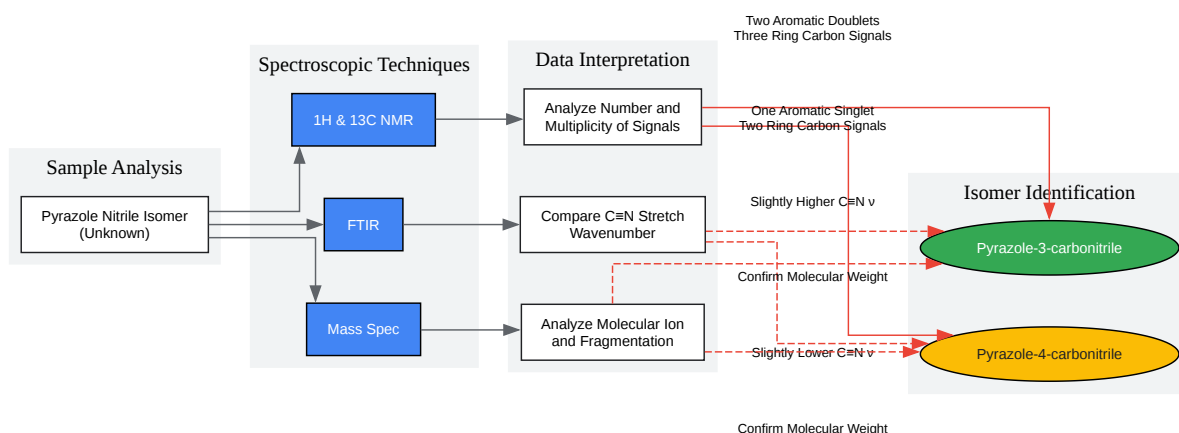 Two Aromatic Doublets
Three Ring Carbon Signals
Spectroscopic Techniques
Data Interpretation
1H & 13C NMR
Analyze Number and
Multiplicity of Signals
One Aromatic Singlet
Two Ring Carbon Signals
Sample Analysis
Isomer Identification
Pyrazole Nitrile Isomer
(Unknown)
FTIR
Compare C≡N Stretch
Wavenumber
Slightly Higher C≡N ν
Pyrazole-3-carbonitrile
Confirm Molecular Weight
Mass Spec
Analyze Molecular Ion
and Fragmentation
Slightly Lower C≡N ν
Pyrazole-4-carbonitrile
Confirm Molecular Weight